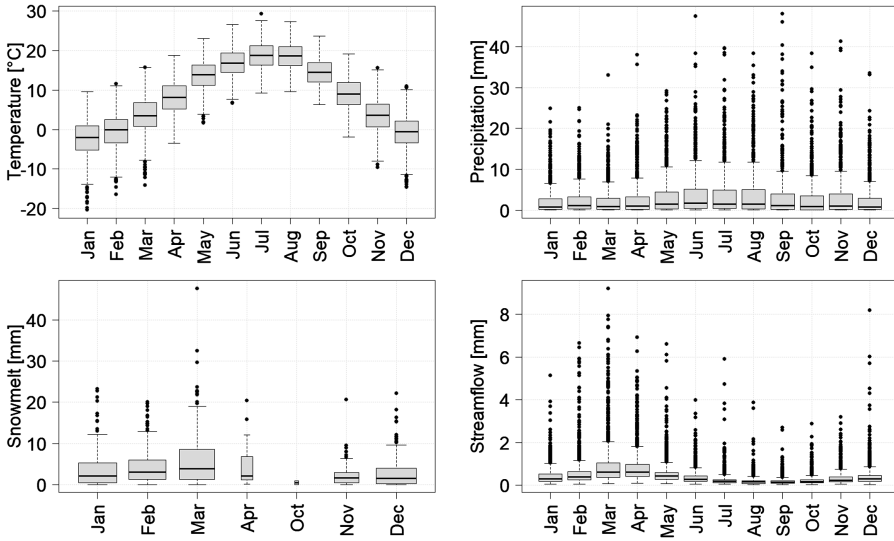 Temperature [°C]
30
20
10
0
-10
-20
Jan
Feb
Mar
Apr
May
Jun
Jul
Aug
Sep
Oct
Nov
Dec
Precipitation [mm]
40
30
20
10
0
Jan
Feb
Mar
Apr
May
Jun
Jul
Aug
Sep
Oct
Nov
Dec
Snowmelt [mm]
40
30
20
10
0
Jan
Feb
Mar
Apr
Oct
Nov
Dec
Streamflow [mm]
8
6
4
2
0
Jan
Feb
Mar
Apr
May
Jun
Jul
Aug
Sep
Oct
Nov
Dec